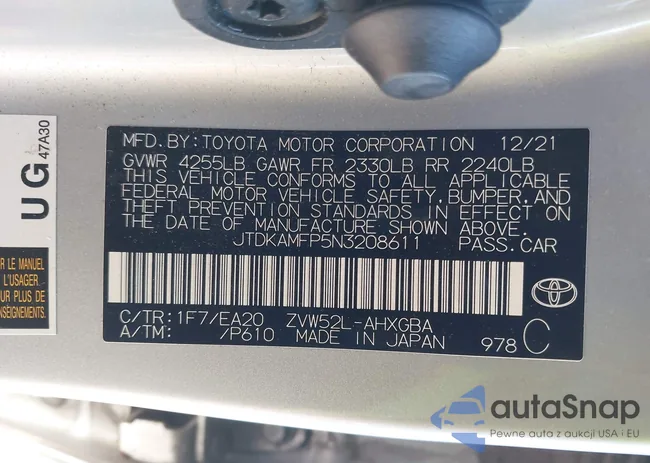 UG
47A30
R LE MANUEL
L'USAGER
UR PLUS DE
NSEIGNEMENTS.
MFD.BY:TOYOTA MOTOR CORPORATION 12/21
GVWR 4255LB GAWR FR 2330LB RR 2240LB
THIS VEHICLE CONFORMS TO ALL APPLICABLE
FEDERAL MOTOR VEHICLE SAFETY,BUMPER,AND
THEFT PREVENTION STANDARDS IN EFFECT ON
THE DATE OF MANUFACTURE SHOWN ABOVE.
JTDKAMFP5N3208611 PASS.CAR
C/TR:1F7/EA20 ZVW52L-AHXGBA
A/TM: /P610 MADE IN JAPAN 978 C
autaSnap
Pewne auta z aukcji USA i EU